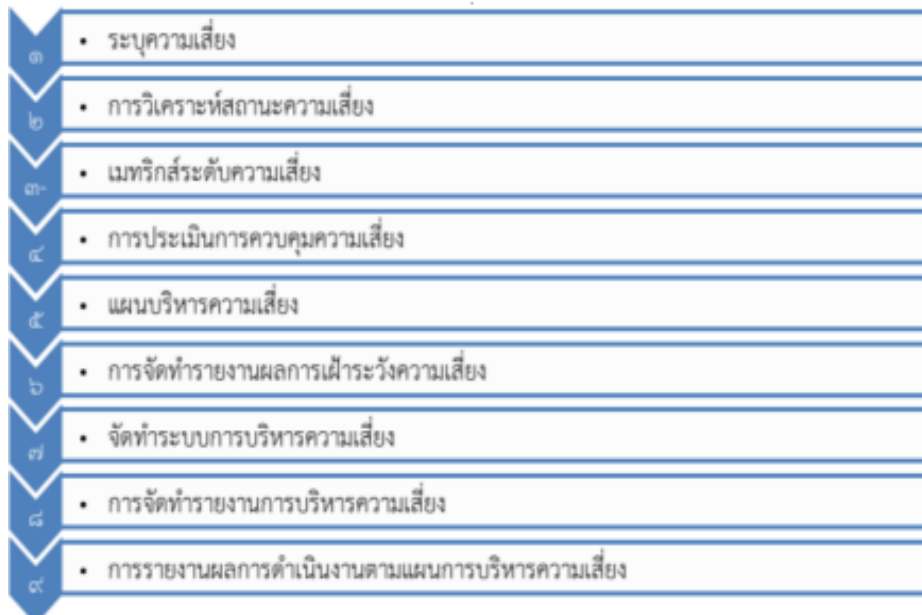 ๑ • ระบุความเสี่ยง
๒ • การวิเคราะห์สถานะความเสี่ยง
๓ • เมทริกส์ระดับความเสี่ยง
๔ • การประเมินการควบคุมความเสี่ยง
๕ • แผนบริหารความเสี่ยง
๖ • การจัดทำรายงานผลการเฝ้าระวังความเสี่ยง
๗ • จัดทำระบบการบริหารความเสี่ยง
๘ • การจัดทำรายงานการบริหารความเสี่ยง
๙ • การรายงานผลการดำเนินงานตามแผนการบริหารความเสี่ยง